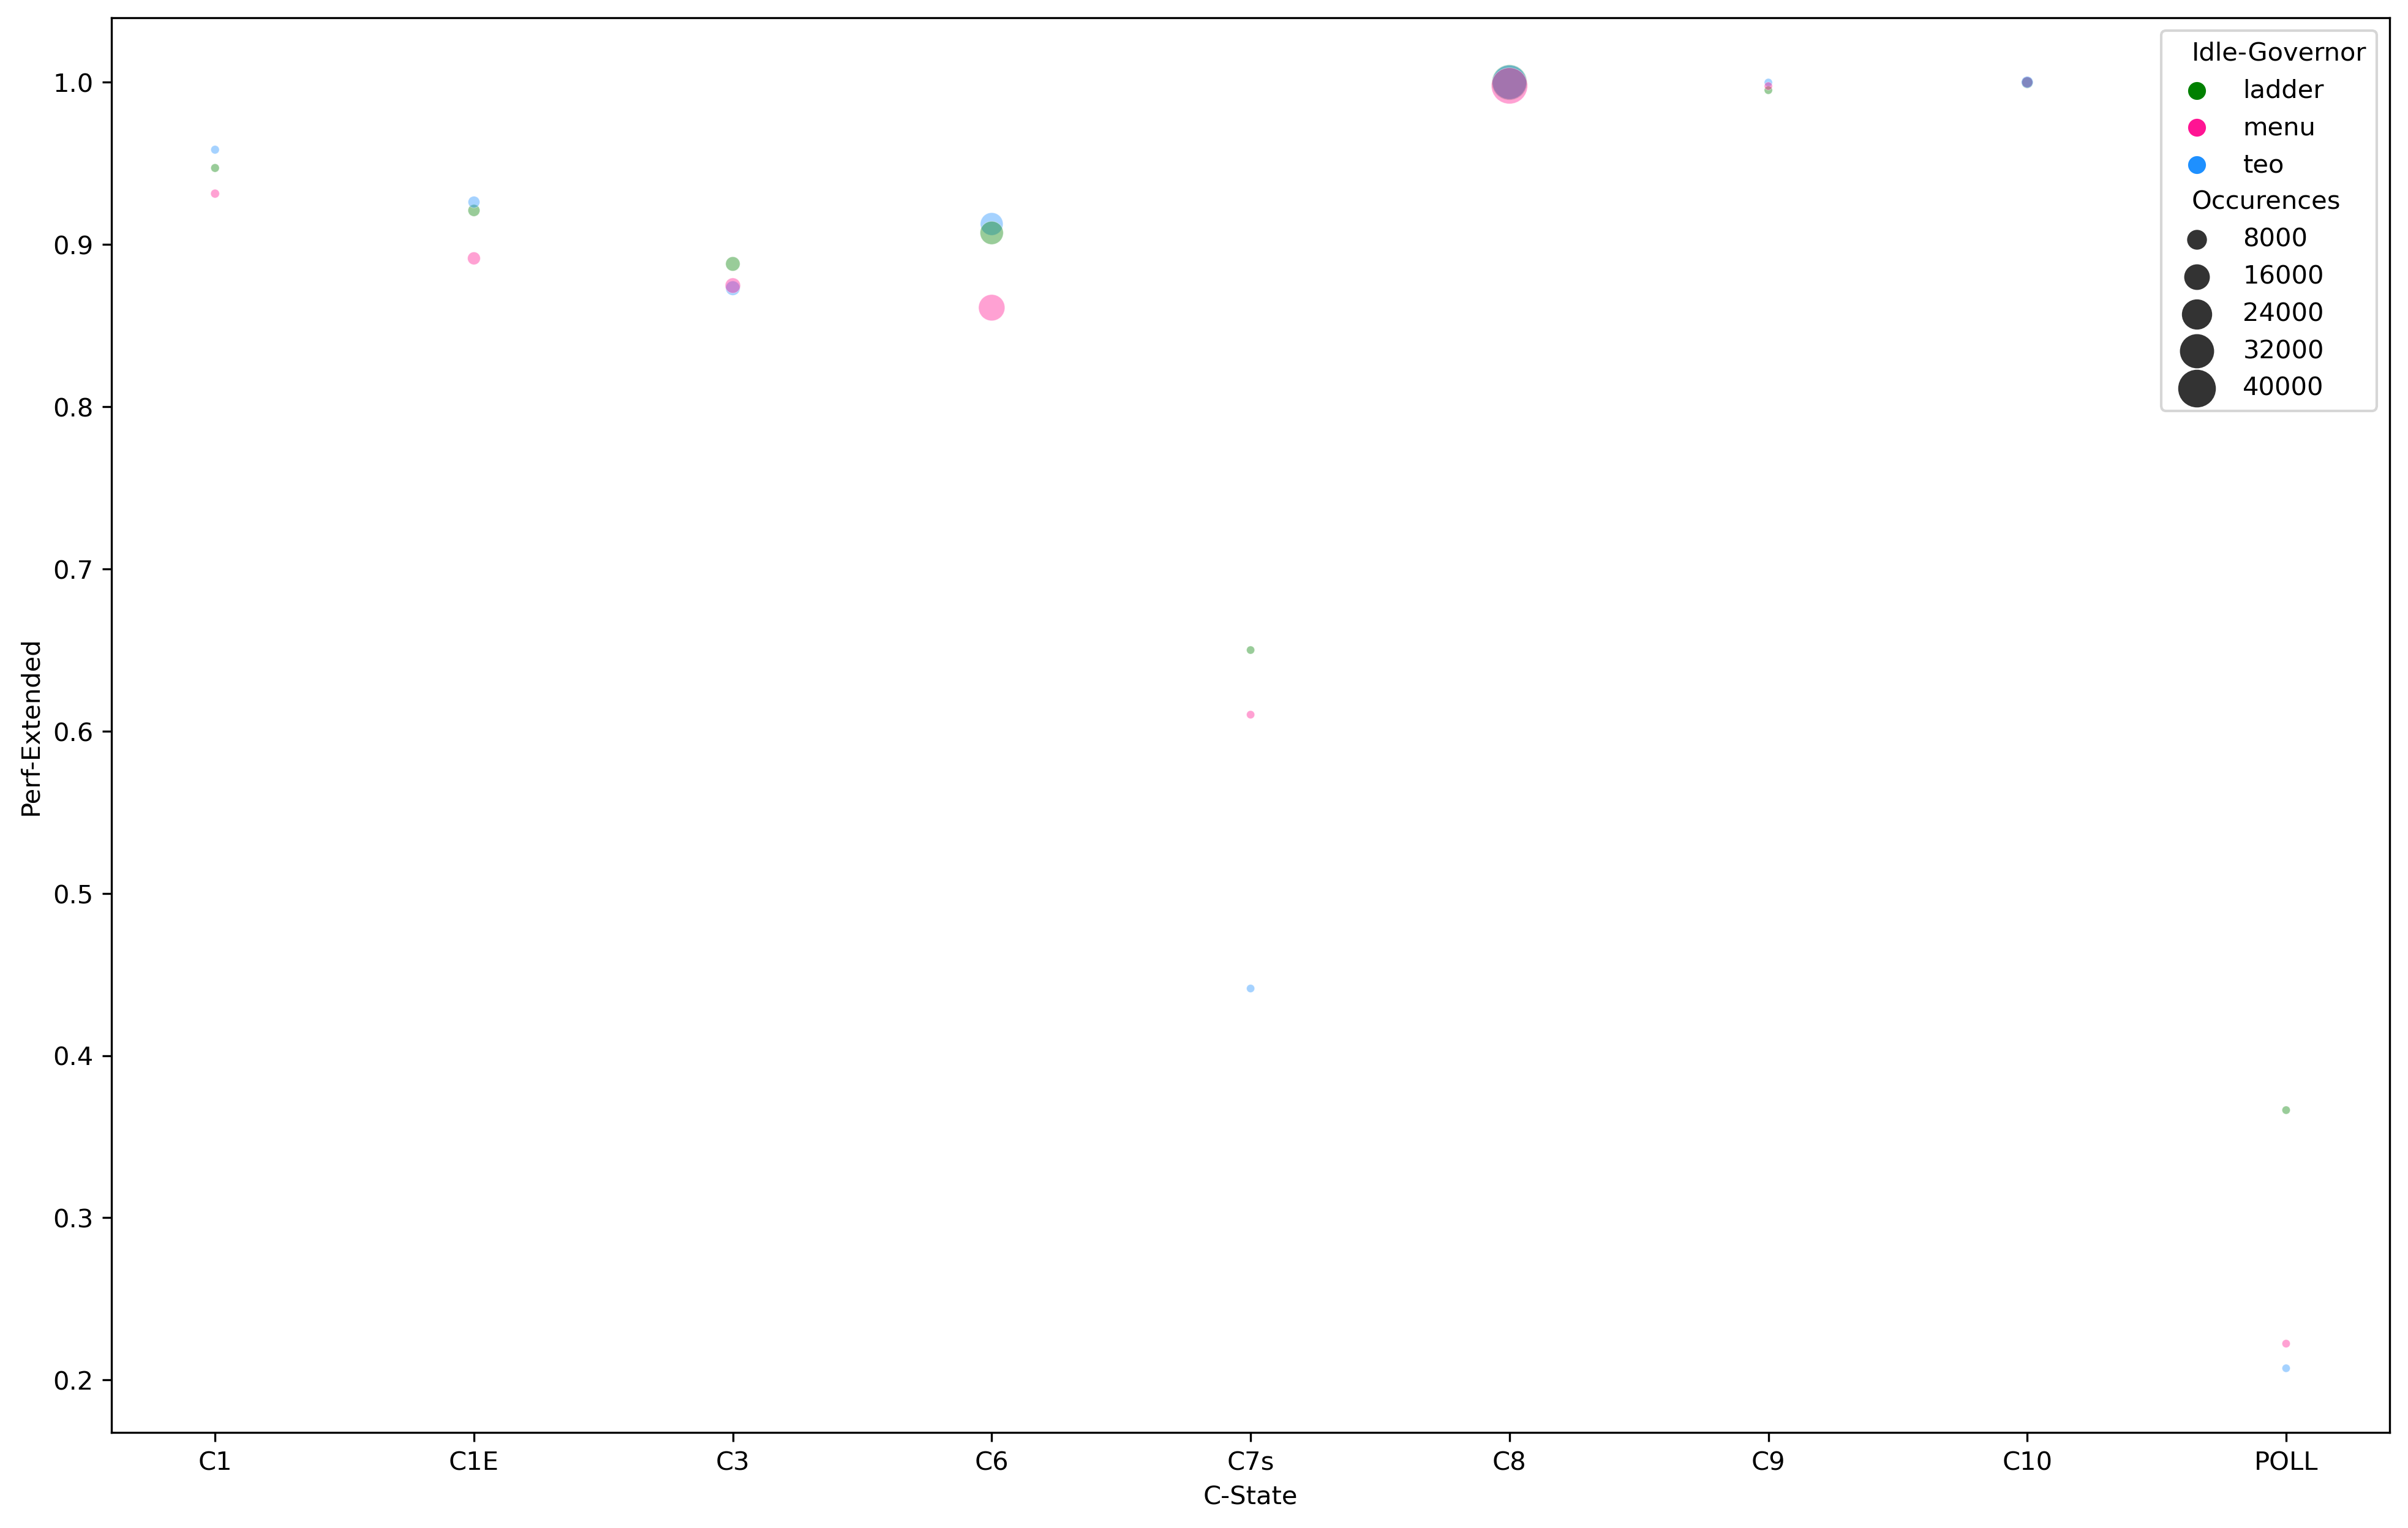 Idle-Governor
ladder
menu
teo
Occurences
8000
16000
24000
32000
40000
1.0
0.9
0.8
0.7
0.6
0.5
0.4
0.3
0.2
Perf-Extended
C1 C1E C3 C6 C7s C8 C9 C10 POLL
C-State